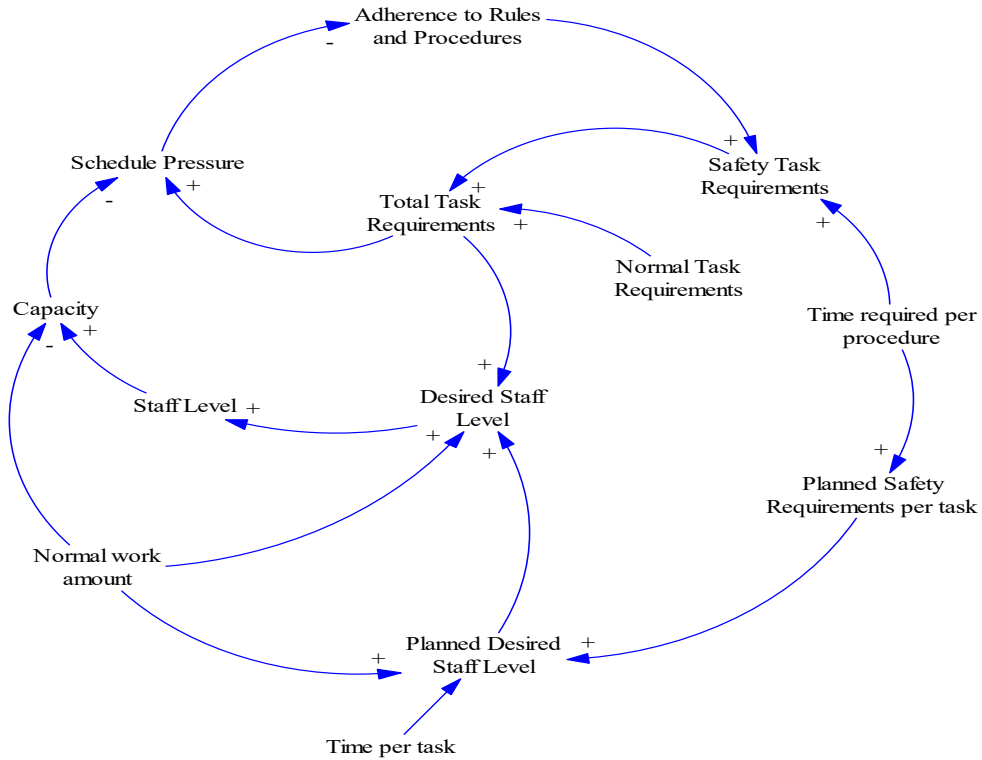 Adherence to Rules
and Procedures
-
+
Schedule Pressure
+
-
Safety Task
Requirements
+
+
Total Task
Requirements
+
Normal Task
Requirements
Capacity
+
-
Time required per
procedure
+
Desired Staff
Level
Staff Level
+
+
+
+
Planned Safety
Requirements per task
Normal work
amount
+
+
Planned Desired
Staff Level
Time per task